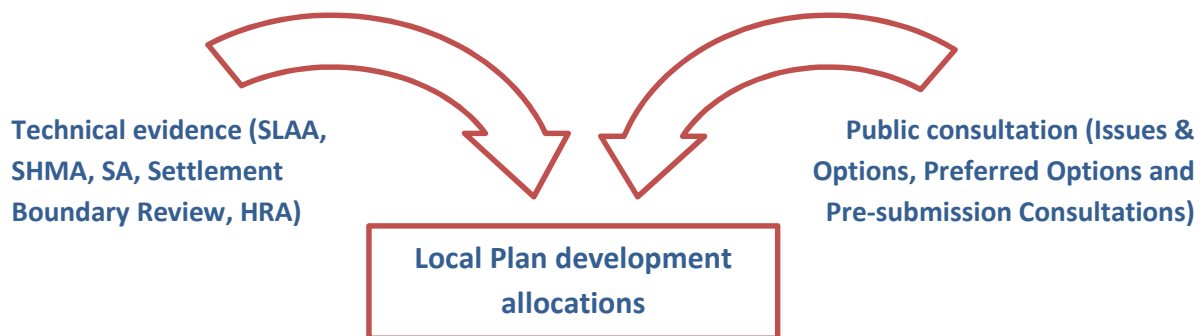 Technical evidence (SLAA,
SHMA, SA, Settlement
Boundary Review, HRA)
Public consultation (Issues &
Options, Preferred Options and
Pre-submission Consultations)
Local Plan development
allocations